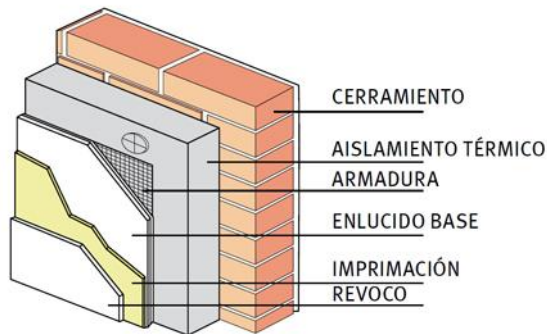 CERRAMIENTO
AISLAMIENTO TÉRMICO
ARMADURA
ENLUCIDO BASE
IMPRIMACIÓN
REVOCO